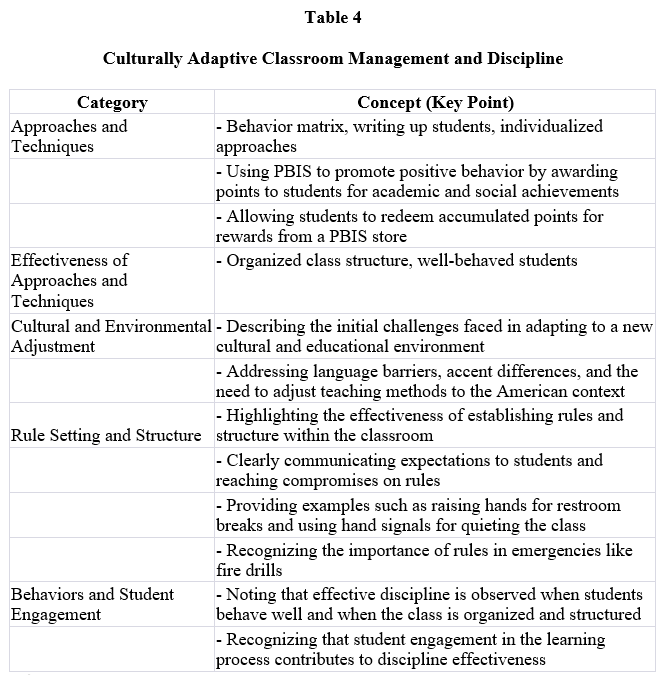 Table 4
Culturally Adaptive Classroom Management and Discipline
Category Concept (Key Point)
Approaches and
Techniques
- Behavior matrix, writing up students, individualized
approaches
- Using PBIS to promote positive behavior by awarding
points to students for academic and social achievements
- Allowing students to redeem accumulated points for
rewards from a PBIS store
Effectiveness of
Approaches and
Techniques
- Organized class structure, well-behaved students
Cultural and Environmental
Adjustment
- Describing the initial challenges faced in adapting to a new
cultural and educational environment
- Addressing language barriers, accent differences, and the
need to adjust teaching methods to the American context
Rule Setting and Structure
- Highlighting the effectiveness of establishing rules and
structure within the classroom
- Clearly communicating expectations to students and
reaching compromises on rules
- Providing examples such as raising hands for restroom
breaks and using hand signals for quieting the class
- Recognizing the importance of rules in emergencies like
fire drills
Behaviors and Student
Engagement
- Noting that effective discipline is observed when students
behave well and when the class is organized and structured
- Recognizing that student engagement in the learning
process contributes to discipline effectiveness